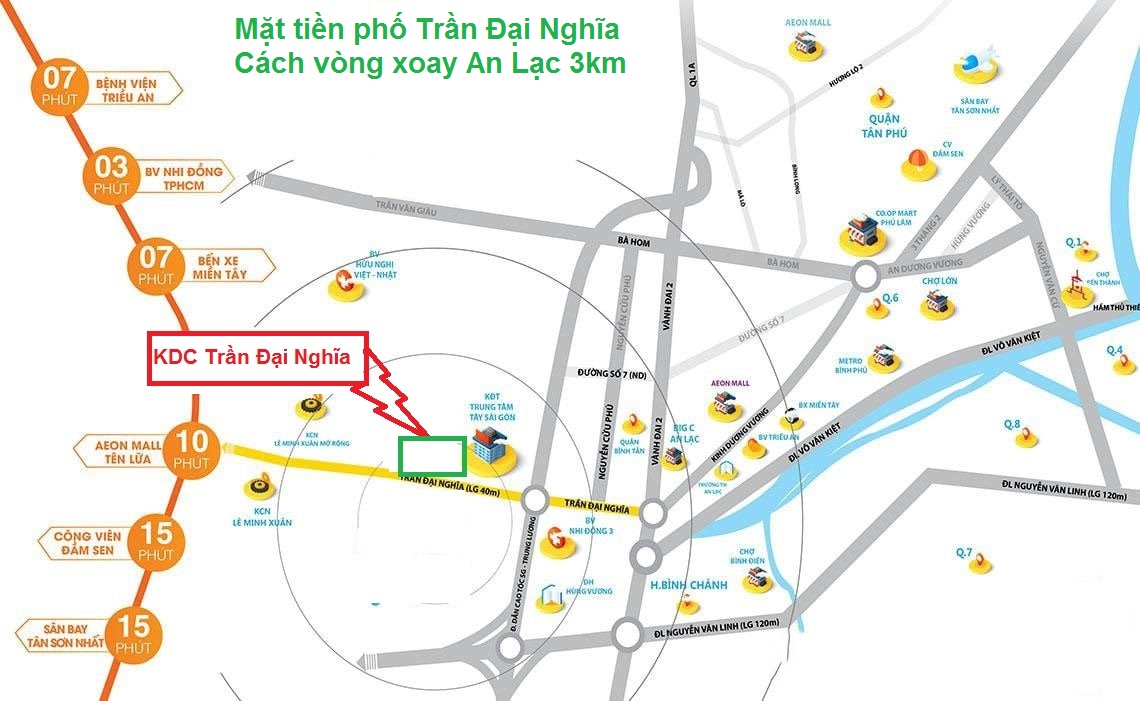 Mặt tiền phố Trần Đại Nghĩa
Cách vòng xoay An Lạc 3km
07
PHÚT
BỆNH VIỆN
TRIỀU AN
03
PHÚT
BV NHI ĐỒNG
TPHCM
07
PHÚT
BẾN XE
MIỀN TÂY
KDC Trần Đại Nghĩa
AEON MALL
TÊN LỬA
10
PHÚT
CÔNG VIÊN
ĐẦM SEN
15
PHÚT
SÂN BAY
TÂN SƠN NHẤT
15
PHÚT
AEON MALL
QL 1A
HƯƠNG LỘ 2
SÂN BAY
TÂN SƠN NHẤT
QUẬN
TÂN PHÚ
CV
ĐẦM SEN
MÃ LÒ
BÌNH LONG
LÝ THÁI TỔ
TRẦN VĂN GIÀU
BÀ HOM
BÀ HOM
CO.OP MART
PHÚ LÂM
3 THÁNG 2
HÙNG VƯƠNG
AN DƯƠNG VƯƠNG
NGUYỄN VĂN CỪ
Q.1
CHỢ
BẾN THÀNH
HẦM THỦ THIÊ
BV
HỮU NGHỊ
VIỆT - NHẬT
NGUYỄN CỬU PHÚ
VÀNH ĐAI 2
ĐƯỜNG SỐ 7
Q.6
CHỢ LỚN
METRO
BÌNH PHÚ
ĐL VÕ VĂN KIỆT
Q.4
ĐƯỜNG SỐ 7 (ND)
AEON MALL
BX MIỀN TÂY
KĐT
TRUNG TÂM
TÂY SÀI GÒN
KCN
LÊ MINH XUÂN MỞ RỘNG
NGUYỄN CỬU PHÚ
QUẬN
BÌNH TÂN
VÀNH ĐAI 2
BIG C
AN LẠC
KINH DƯƠNG VƯƠNG
BV TRIỀU AN
ĐL VÕ VĂN KIỆT
TRƯỜNG TH
AN LẠC
Q.8
KCN
LÊ MINH XUÂN
TRẦN ĐẠI NGHĨA (LG 40m)
TRẦN ĐẠI NGHĨA
ĐL NGUYỄN VĂN LINH (LG 120m)
BV
NHI ĐỒNG 3
Đ. DẪN CAO TỐC SG - TRUNG LƯƠNG
ĐH
HÙNG VƯƠNG
H.BÌNH CHÁNH
CHỢ
BÌNH ĐIỀN
Q.7
ĐL NGUYỄN VĂN LINH (LG 120m)